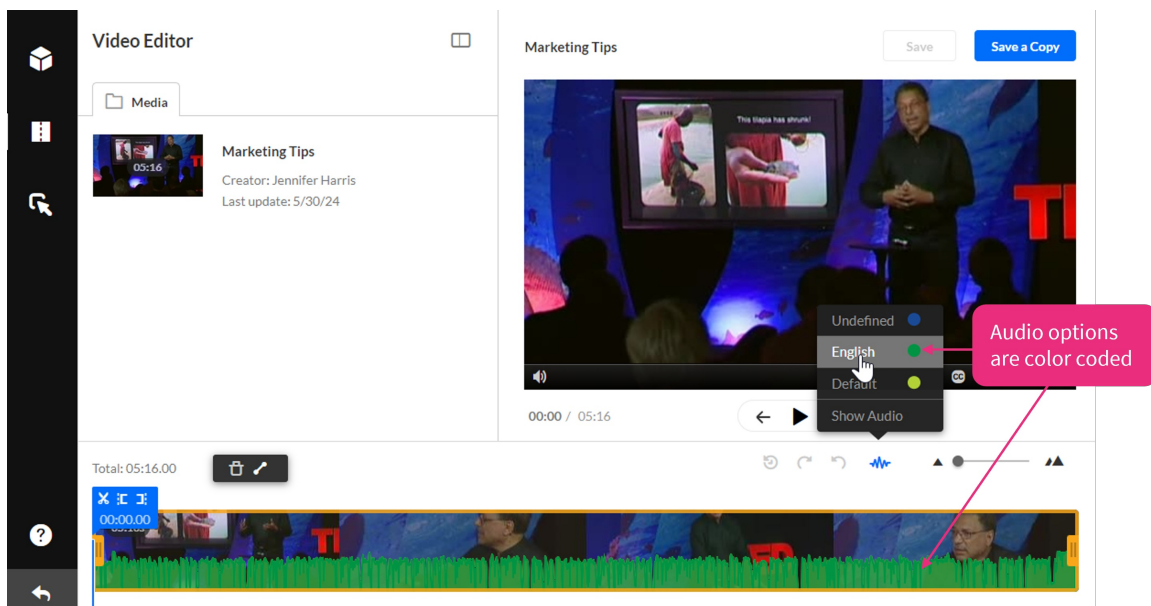 Video Editor
Media
05:16
Marketing Tips
Creator: Jennifer Harris
Last update: 5/30/24
Marketing Tips
Save
Save a Copy
This tilapia has shrunk!
Undefined
English
Default
Show Audio
Audio options
are color coded
CC
00:00 / 05:16
Total: 05:16.00
00:00.00
?